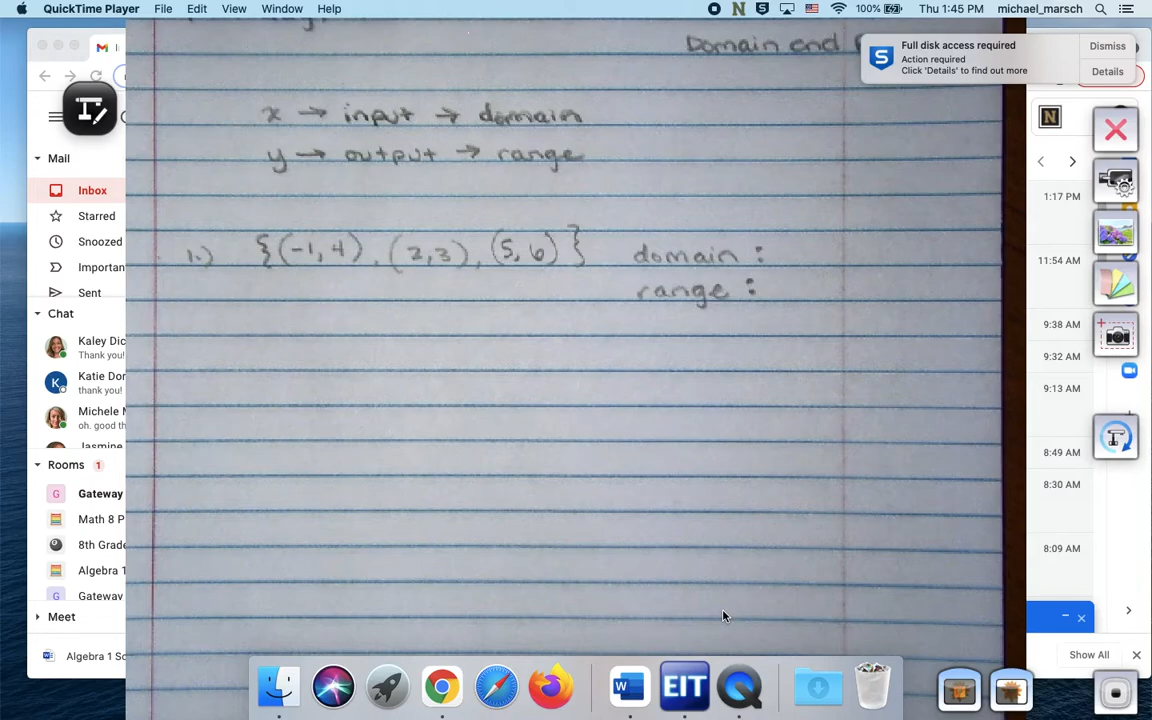 QuickTime Player File Edit View Window Help
N 100% Thu 1:45 PM michael_marsch
Domain and
Full disk access required
Action required
Click 'Details' to find out more
Dismiss
Details
x → input → domain
y → output → range
1.) {(-1,4), (2,3), (5,6)} domain :
range :
Mail
Inbox
Starred
Snoozed
Importan
Sent
Chat
Kaley Dic
Thank you!
Katie Dor
thank you!
Michele M
oh. good th
Jasmine
Rooms 1
G Gateway
Math 8 P
8th Grade
Algebra 1
G Gateway
Meet
Algebra 1 Sc
N
1:17 PM
11:54 AM
9:38 AM
9:32 AM
9:13 AM
8:49 AM
8:30 AM
8:09 AM
Show All
W EIT